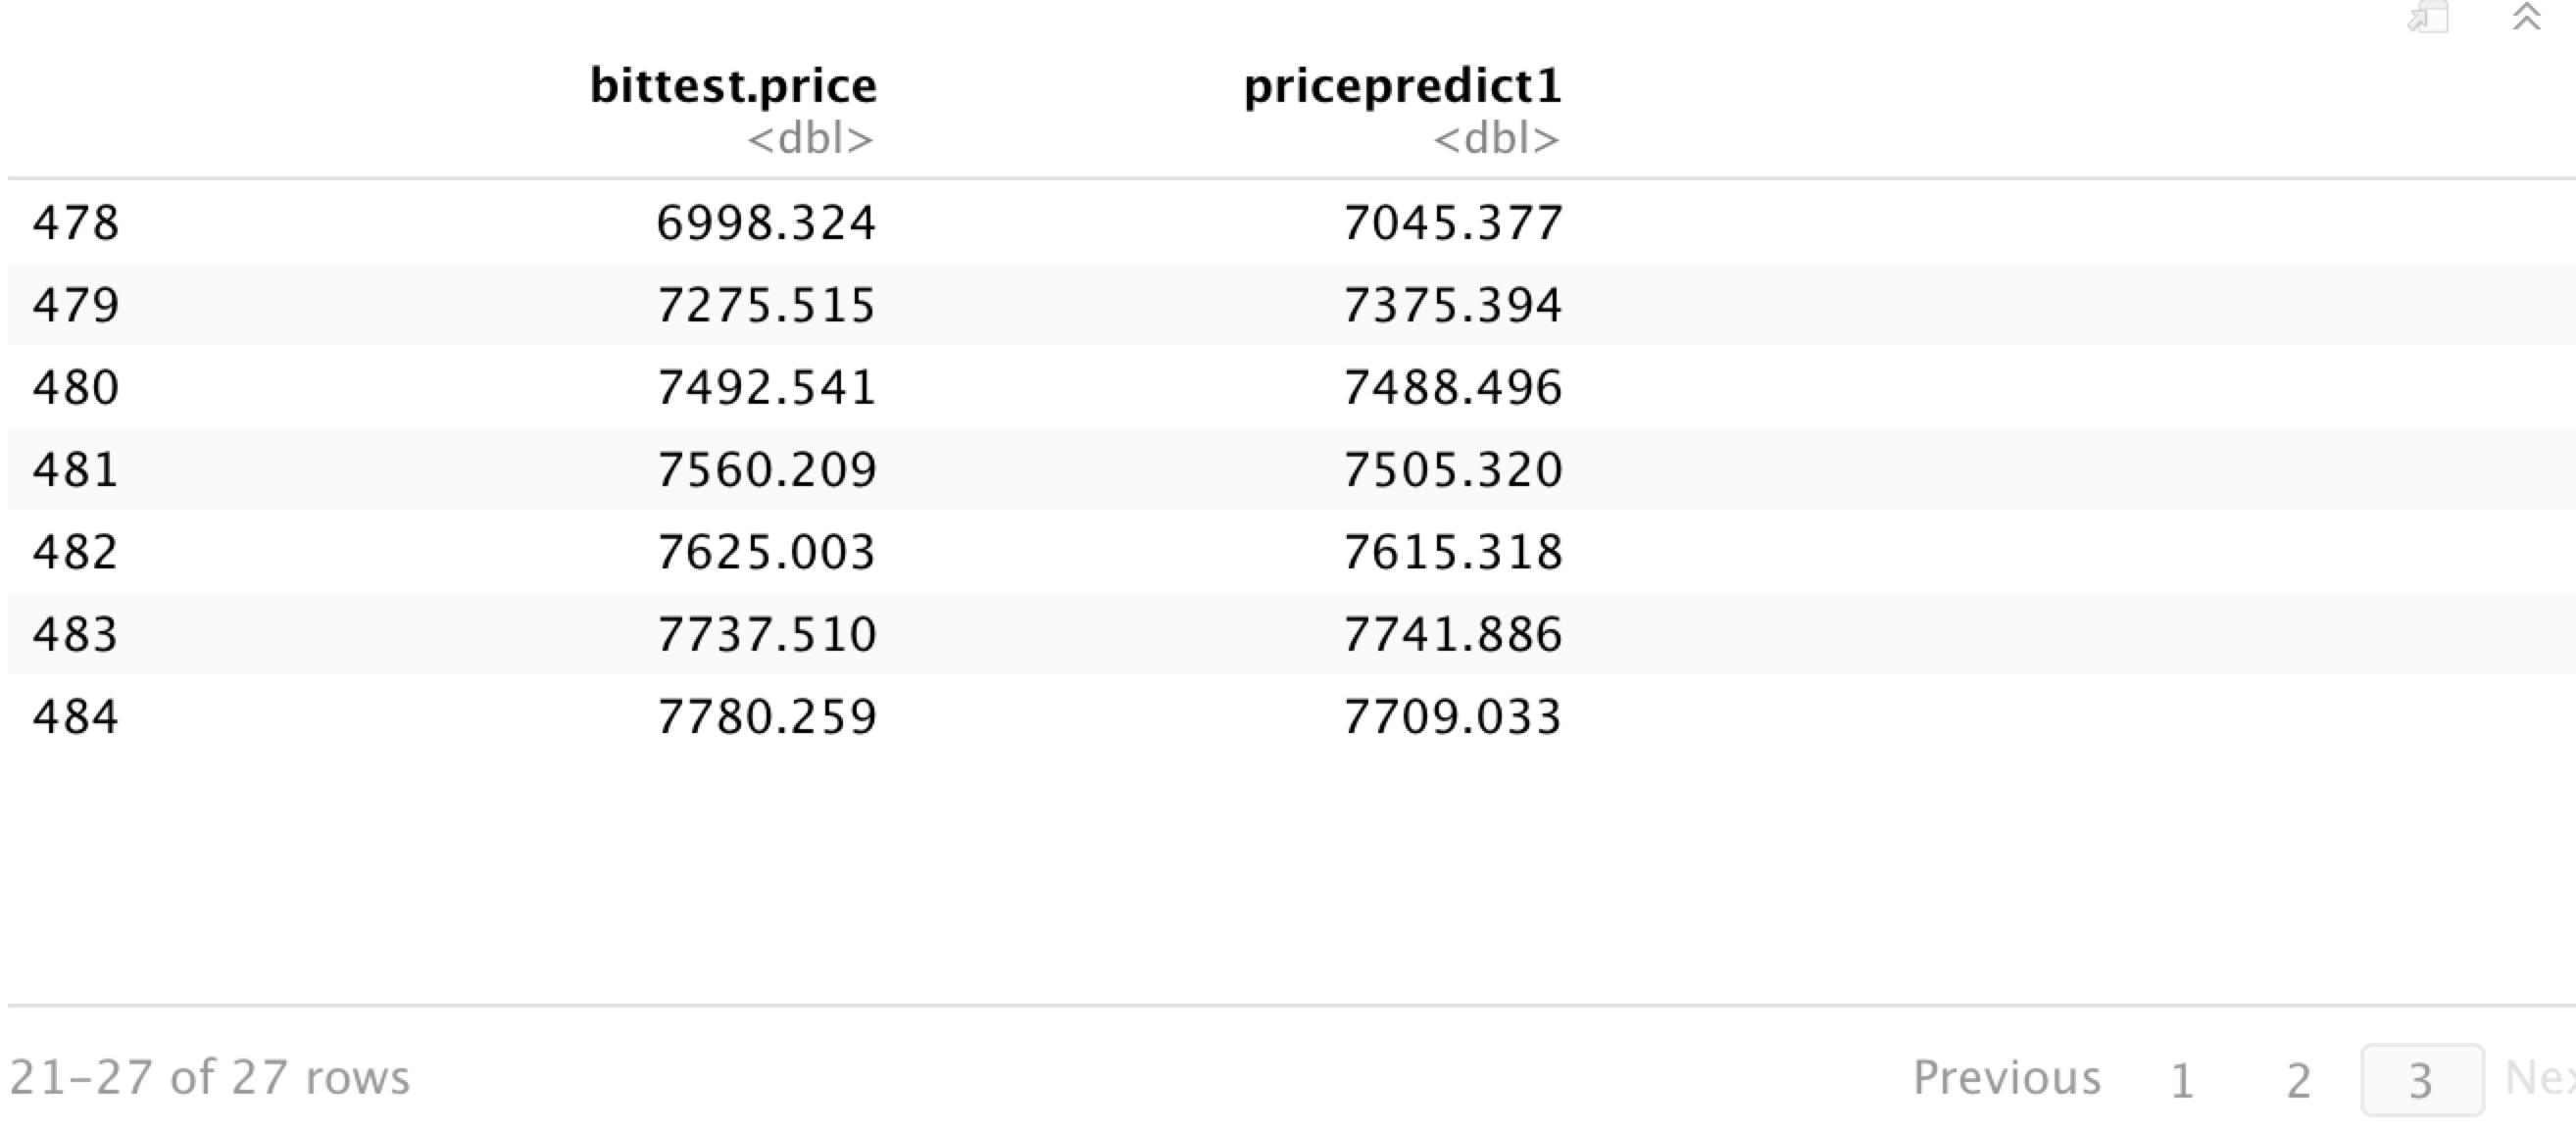 bittest.price pricepredict1
<dbl> <dbl>
478 6998.324 7045.377
479 7275.515 7375.394
480 7492.541 7488.496
481 7560.209 7505.320
482 7625.003 7615.318
483 7737.510 7741.886
484 7780.259 7709.033
21–27 of 27 rows Previous 1 2 3